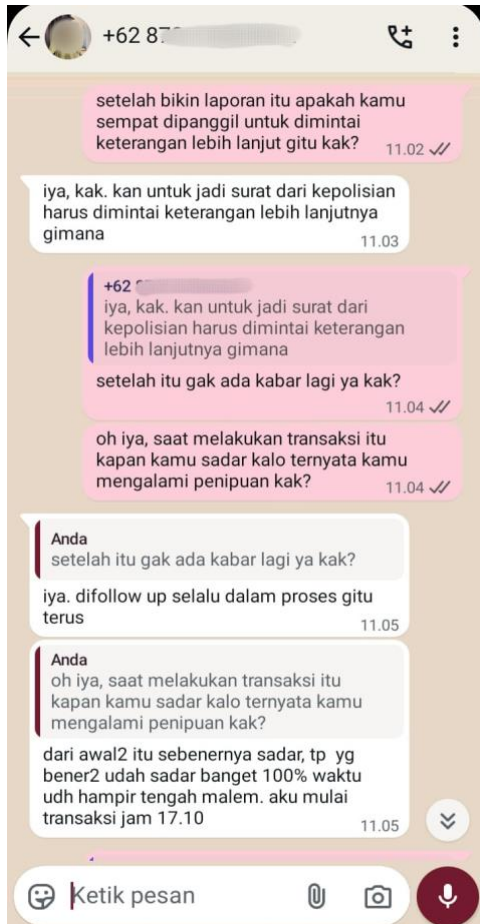 +62 8
setelah bikin laporan itu apakah kamu
sempat dipanggil untuk dimintai
keterangan lebih lanjut gitu kak?
11.02
iya, kak. kan untuk jadi surat dari kepolisian
harus dimintai keterangan lebih lanjutnya
gimana
11.03
+62
iya, kak. kan untuk jadi surat dari
kepolisian harus dimintai keterangan
lebih lanjutnya gimana
setelah itu gak ada kabar lagi ya kak?
11.04
oh iya, saat melakukan transaksi itu
kapan kamu sadar kalo ternyata kamu
mengalami penipuan kak?
11.04
Anda
setelah itu gak ada kabar lagi ya kak?
iya. difollow up selalu dalam proses gitu
terus
11.05
Anda
oh iya, saat melakukan transaksi itu
kapan kamu sadar kalo ternyata kamu
mengalami penipuan kak?
dari awal2 itu sebenernya sadar, tp yg
bener2 udah sadar banget 100% waktu
udh hampir tengah malem. aku mulai
transaksi jam 17.10
11.05
Ketik pesan